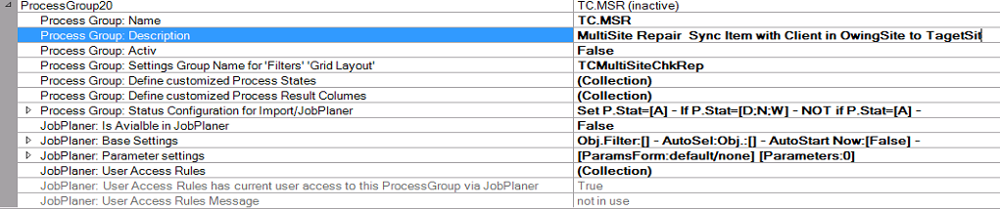 ProcessGroup20 TC.MSR (inactive)
Process Group: Name TC.MSR
Process Group: Description MultiSite Repair Sync Item with Client in OwingSite to TagetSit
Process Group: Activ False
Process Group: Settings Group Name for 'Filters' 'Grid Layout' TCMultiSiteChkRep
Process Group: Define customized Process States (Collection)
Process Group: Define customized Process Result Columes (Collection)
Process Group: Status Configuration for Import/JobPlaner Set P.Stat=[A] - If P.Stat=[D;N;W] - NOT if P.Stat=[A] -
JobPlaner: Is Avialble in JobPlaner False
JobPlaner: Base Settings Obj.Filter:[] - AutoSel:Obj.:[] - AutoStart Now:[False] -
JobPlaner: Parameter settings [ParamsForm:default/none] [Parameters:0]
JobPlaner: User Access Rules (Collection)
JobPlaner: User Access Rules has current user access to this ProcessGroup via JobPlaner True
JobPlaner: User Access Rules Message not in use